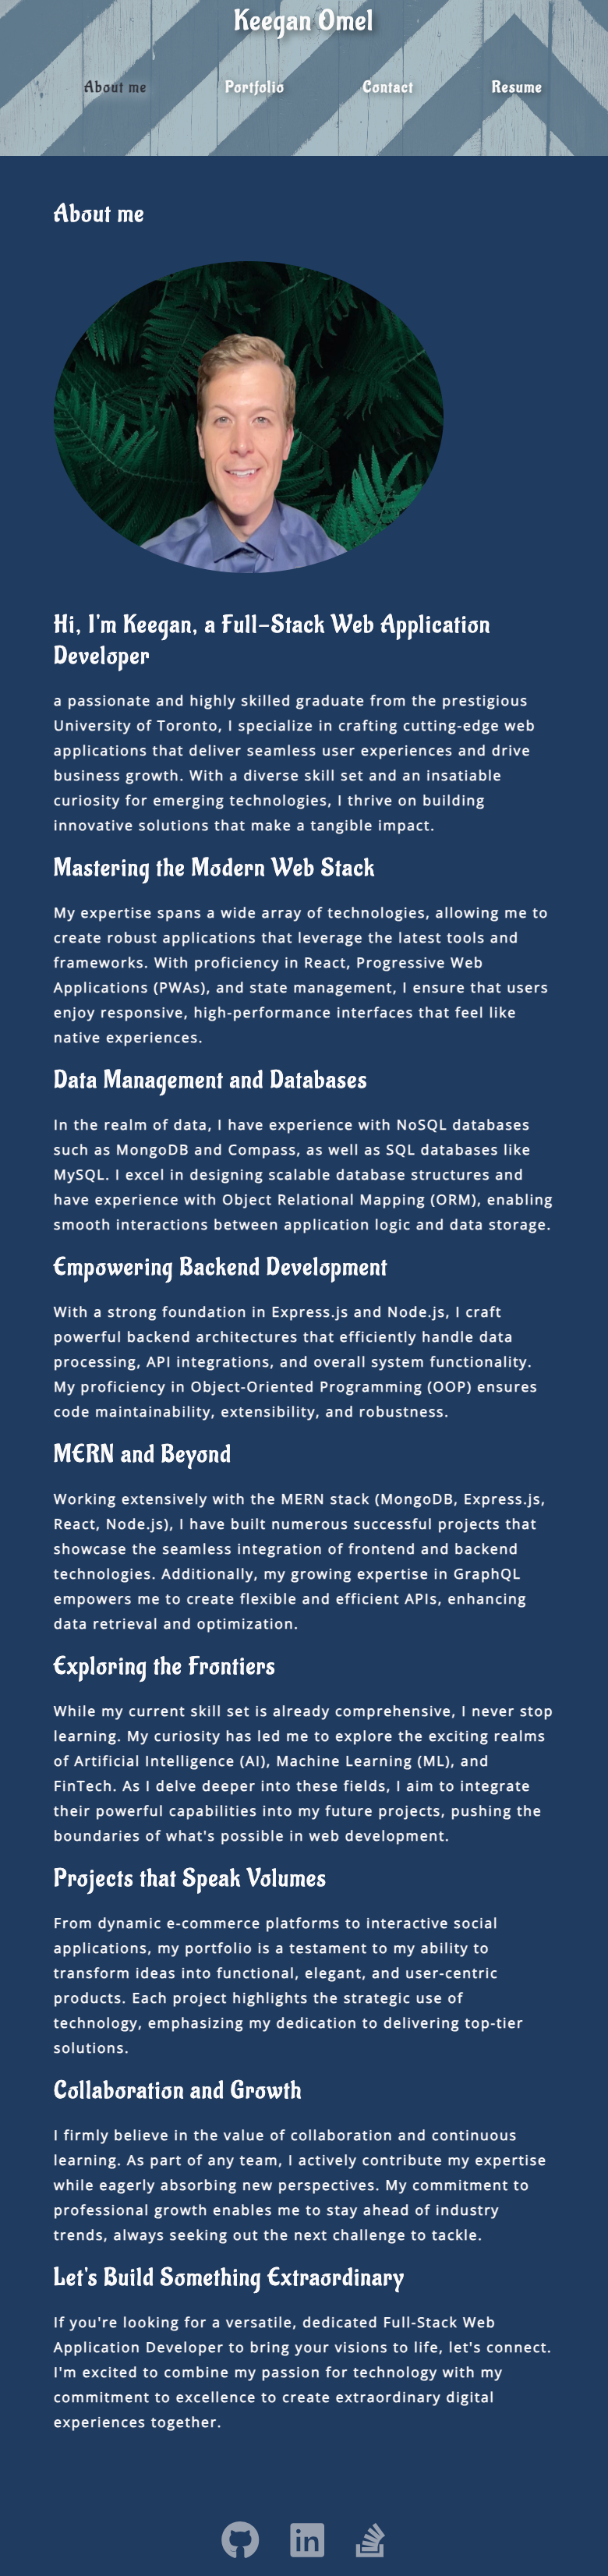 Keegan Omel
About me
Portfolio
Contact
Resume
About me
Hi, I'm Keegan, a Full-Stack Web Application
Developer
a passionate and highly skilled graduate from the prestigious
University of Toronto, I specialize in crafting cutting-edge web
applications that deliver seamless user experiences and drive
business growth. With a diverse skill set and an insatiable
curiosity for emerging technologies, I thrive on building
innovative solutions that make a tangible impact.
Mastering the Modern Web Stack
My expertise spans a wide array of technologies, allowing me to
create robust applications that leverage the latest tools and
frameworks. With proficiency in React, Progressive Web
Applications (PWAs), and state management, I ensure that users
enjoy responsive, high-performance interfaces that feel like
native experiences.
Data Management and Databases
In the realm of data, I have experience with NoSQL databases
such as MongoDB and Compass, as well as SQL databases like
MySQL. I excel in designing scalable database structures and
have experience with Object Relational Mapping (ORM), enabling
smooth interactions between application logic and data storage.
Empowering Backend Development
With a strong foundation in Express.js and Node.js, I craft
powerful backend architectures that efficiently handle data
processing, API integrations, and overall system functionality.
My proficiency in Object-Oriented Programming (OOP) ensures
code maintainability, extensibility, and robustness.
MERN and Beyond
Working extensively with the MERN stack (MongoDB, Express.js,
React, Node.js), I have built numerous successful projects that
showcase the seamless integration of frontend and backend
technologies. Additionally, my growing expertise in GraphQL
empowers me to create flexible and efficient APIs, enhancing
data retrieval and optimization.
Exploring the Frontiers
While my current skill set is already comprehensive, I never stop
learning. My curiosity has led me to explore the exciting realms
of Artificial Intelligence (AI), Machine Learning (ML), and
FinTech. As I delve deeper into these fields, I aim to integrate
their powerful capabilities into my future projects, pushing the
boundaries of what's possible in web development.
Projects that Speak Volumes
From dynamic e-commerce platforms to interactive social
applications, my portfolio is a testament to my ability to
transform ideas into functional, elegant, and user-centric
products. Each project highlights the strategic use of
technology, emphasizing my dedication to delivering top-tier
solutions.
Collaboration and Growth
I firmly believe in the value of collaboration and continuous
learning. As part of any team, I actively contribute my expertise
while eagerly absorbing new perspectives. My commitment to
professional growth enables me to stay ahead of industry
trends, always seeking out the next challenge to tackle.
Let's Build Something Extraordinary
If you're looking for a versatile, dedicated Full-Stack Web
Application Developer to bring your visions to life, let's connect.
I'm excited to combine my passion for technology with my
commitment to excellence to create extraordinary digital
experiences together.
in